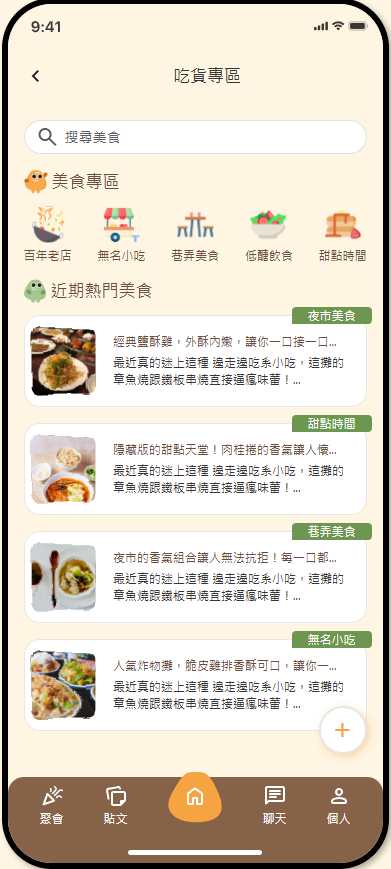 9:41
吃貨專區
搜尋美食
美食專區
百年老店
無名小吃
巷弄美食
低醣飲食
甜點時間
近期熱門美食
夜市美食
經典鹽酥雞，外酥內嫩，讓你一口接一口...
最近真的迷上這種 邊走邊吃系小吃，這攤的
章魚燒跟鐵板串燒直接逼瘋味蕾！...
甜點時間
隱藏版的甜點天堂！肉桂捲的香氣讓人懷...
最近真的迷上這種 邊走邊吃系小吃，這攤的
章魚燒跟鐵板串燒直接逼瘋味蕾！...
巷弄美食
夜市的香氣組合讓人無法抗拒！每一口都...
最近真的迷上這種 邊走邊吃系小吃，這攤的
章魚燒跟鐵板串燒直接逼瘋味蕾！...
無名小吃
人氣炸物攤，脆皮雞排香酥可口，讓你一...
最近真的迷上這種 邊走邊吃系小吃，這攤的
章魚燒跟鐵板串燒直接逼瘋味蕾！...
聚會
貼文
聊天
個人